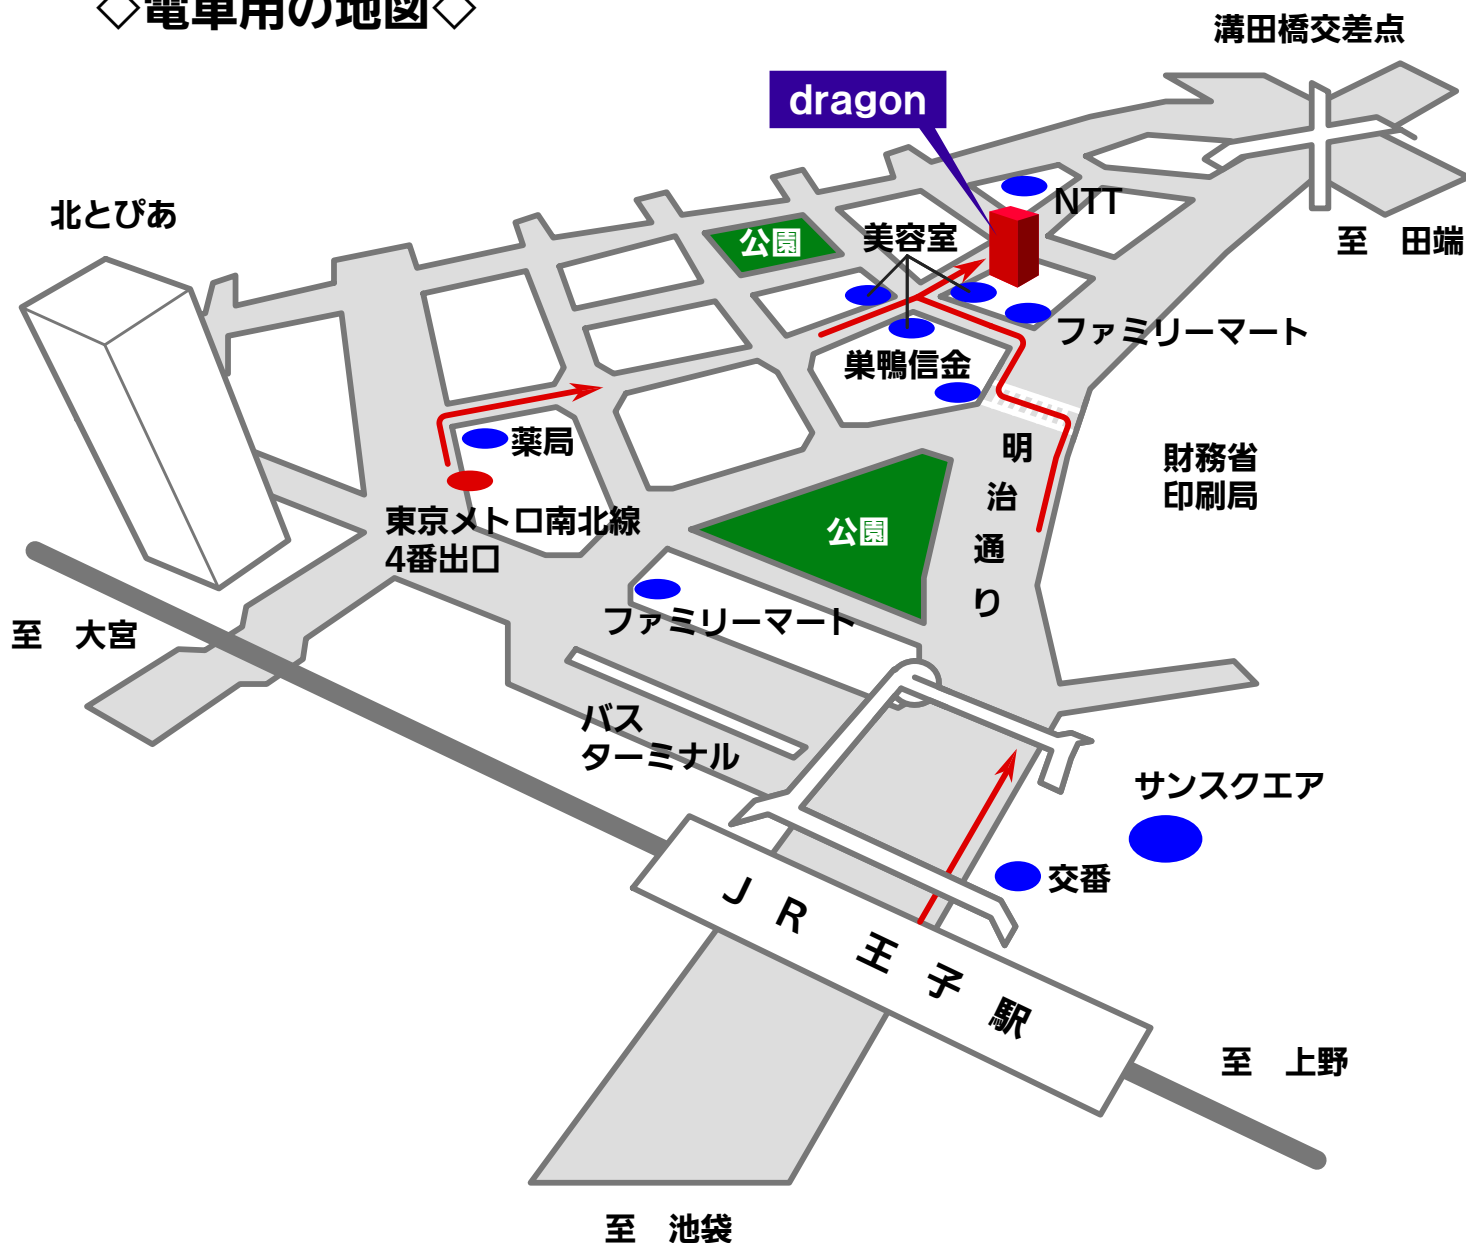 ◇電車用の地図◇
溝田橋交差点
dragon
北とぴあ
NTT
公園
美容室
至　田端
ファミリーマート
巣鴨信金
薬局
明治通り
財務省
印刷局
東京メトロ南北線
4番出口
公園
ファミリーマート
至　大宮
バス
ターミナル
サンスクエア
交番
JR 王子駅
至　上野
至　池袋